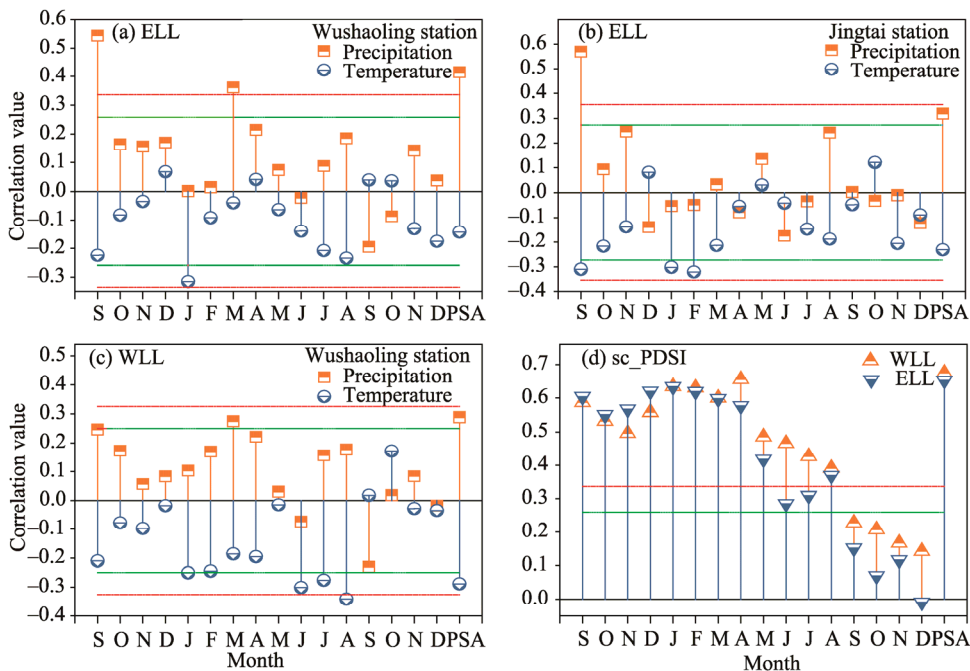 (a) ELL
Wushaoling station
Precipitation
Temperature
0.6
0.5
0.4
0.3
0.2
0.1
0.0
–0.1
–0.2
–0.3
Correlation value
S O N D J F M A M J J A S O N D PSA
(b) ELL
Jingtai station
Precipitation
Temperature
0.6
0.5
0.4
0.3
0.2
0.1
0.0
–0.1
–0.2
–0.3
–0.4
S O N D J F M A M J J A S O N D PSA
(c) WLL
Wushaoling station
Precipitation
Temperature
0.5
0.4
0.3
0.2
0.1
0.0
–0.1
–0.2
–0.3
–0.4
Correlation value
S O N D J F M A M J J A S O N D PSA
Month
(d) sc_PDSI
WLL
ELL
0.7
0.6
0.5
0.4
0.3
0.2
0.1
0.0
S O N D J F M A M J J A S O N D PSA
Month